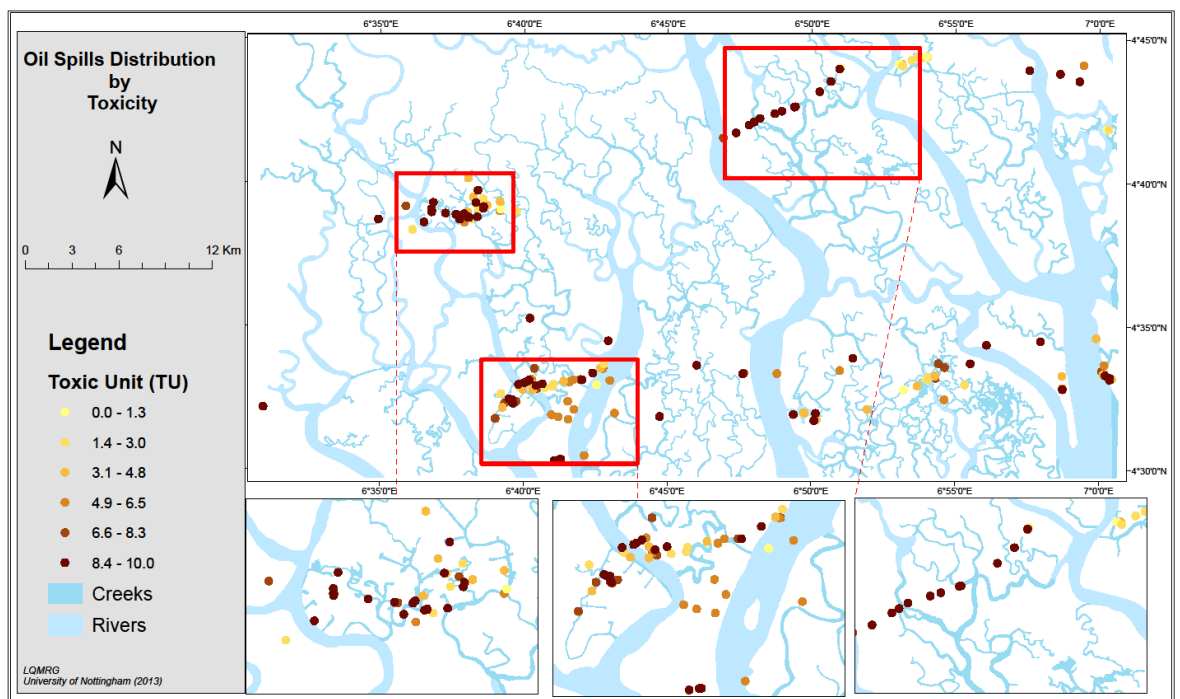 Oil Spills Distribution
by
Toxicity
N
0 3 6 12 Km
Legend
Toxic Unit (TU)
0.0 - 1.3
1.4 - 3.0
3.1 - 4.8
4.9 - 6.5
6.6 - 8.3
8.4 - 10.0
Creeks
Rivers
LQMRG
University of Nottingham (2013)
6°35'0"E 6°40'0"E 6°45'0"E 6°50'0"E 6°55'0"E 7°0'0"E
4°45'0"N
4°40'0"N
4°35'0"N
4°30'0"N
6°35'0"E 6°40'0"E 6°45'0"E 6°50'0"E 6°55'0"E 7°0'0"E